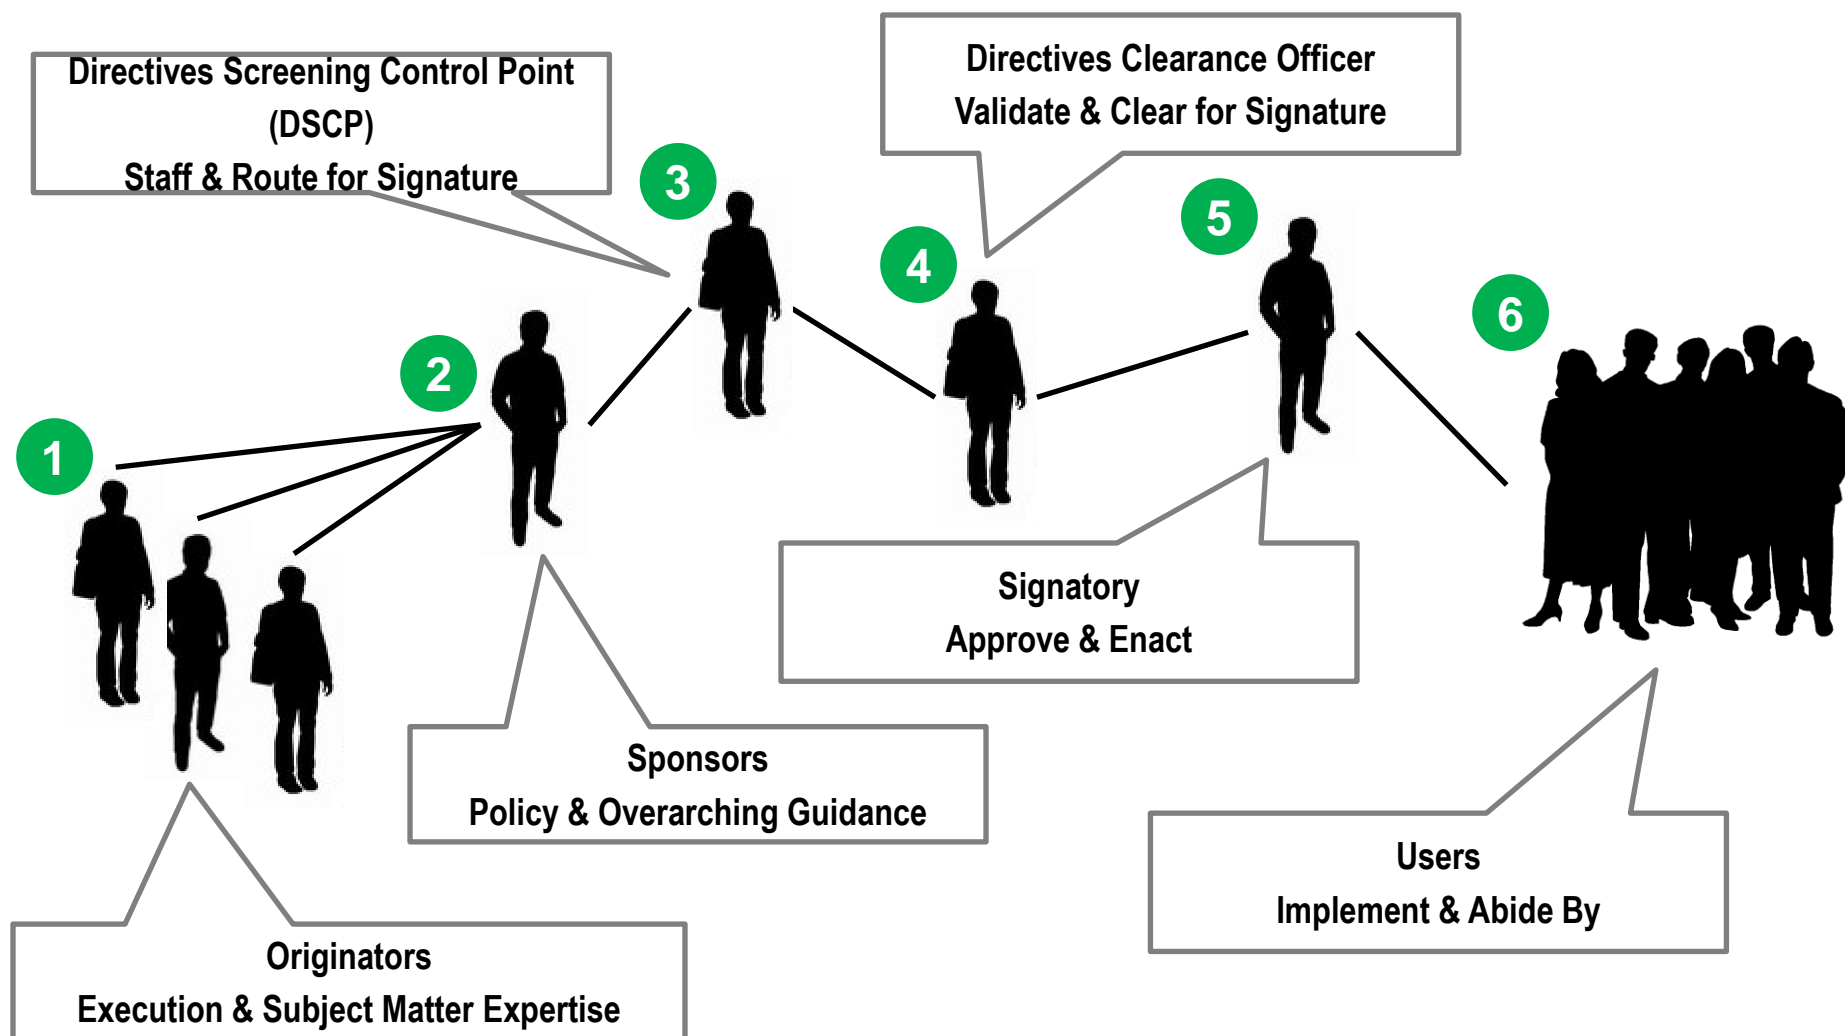 Directives Screening Control Point
(DSCP)
Staff & Route for Signature
Directives Clearance Officer
Validate & Clear for Signature
3
5
4
6
2
1
Signatory
Approve & Enact
Sponsors
Policy & Overarching Guidance
Users
Implement & Abide By
Originators
Execution & Subject Matter Expertise